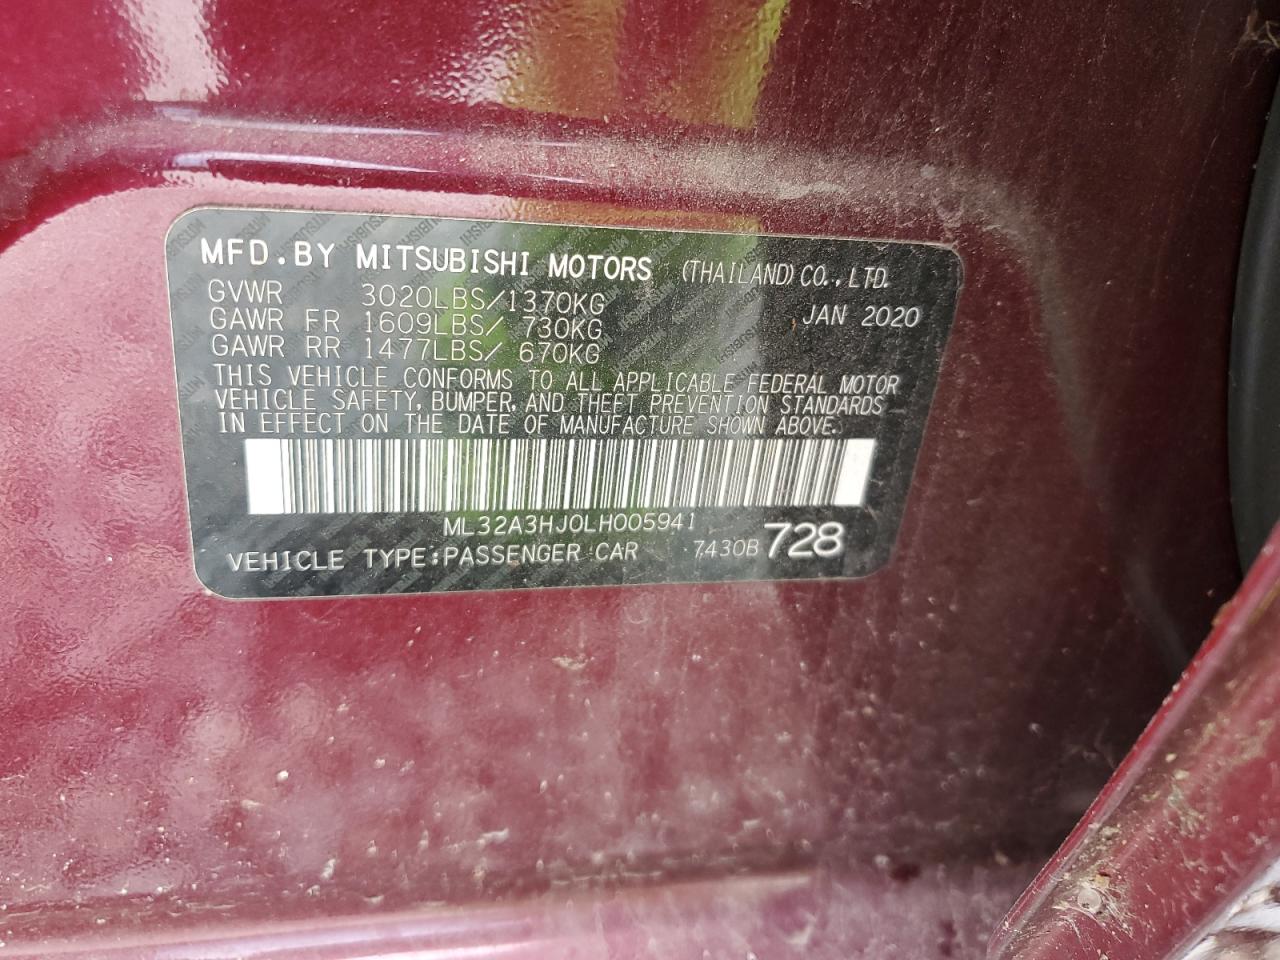 MFD.BY MITSUBISHI MOTORS (THAILAND) CO., LTD.
GVWR 3020LBS/1370KG JAN 2020
GAWR FR 1609LBS/ 730KG
GAWR RR 1477LBS/ 670KG
THIS VEHICLE CONFORMS TO ALL APPLICABLE FEDERAL MOTOR
VEHICLE SAFETY, BUMPER, AND THEFT PREVENTION STANDARDS
IN EFFECT ON THE DATE OF MANUFACTURE SHOWN ABOVE.
ML32A3HJ0LH005941
VEHICLE TYPE:PASSENGER CAR 7430B 728